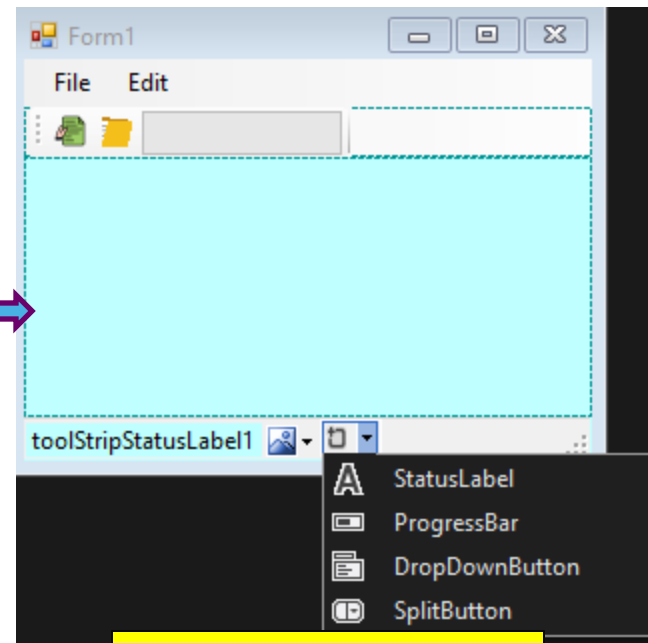 Form1
File Edit
toolStripStatusLabel1
StatusLabel
ProgressBar
DropDownButton
SplitButton